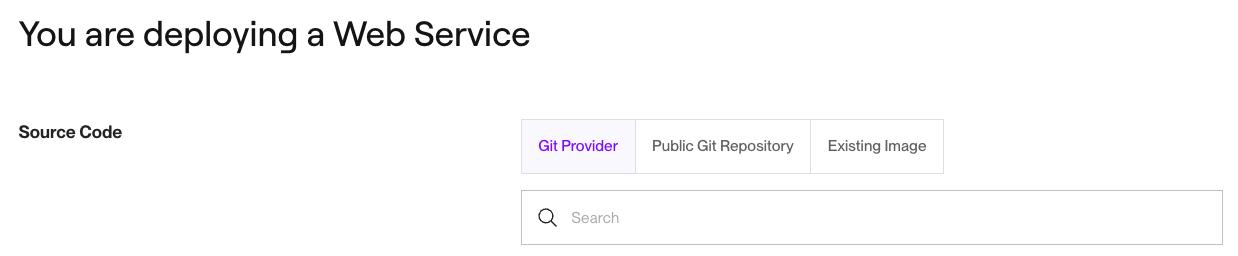 You are deploying a Web Service
Source Code
Git Provider Public Git Repository Existing Image
Search